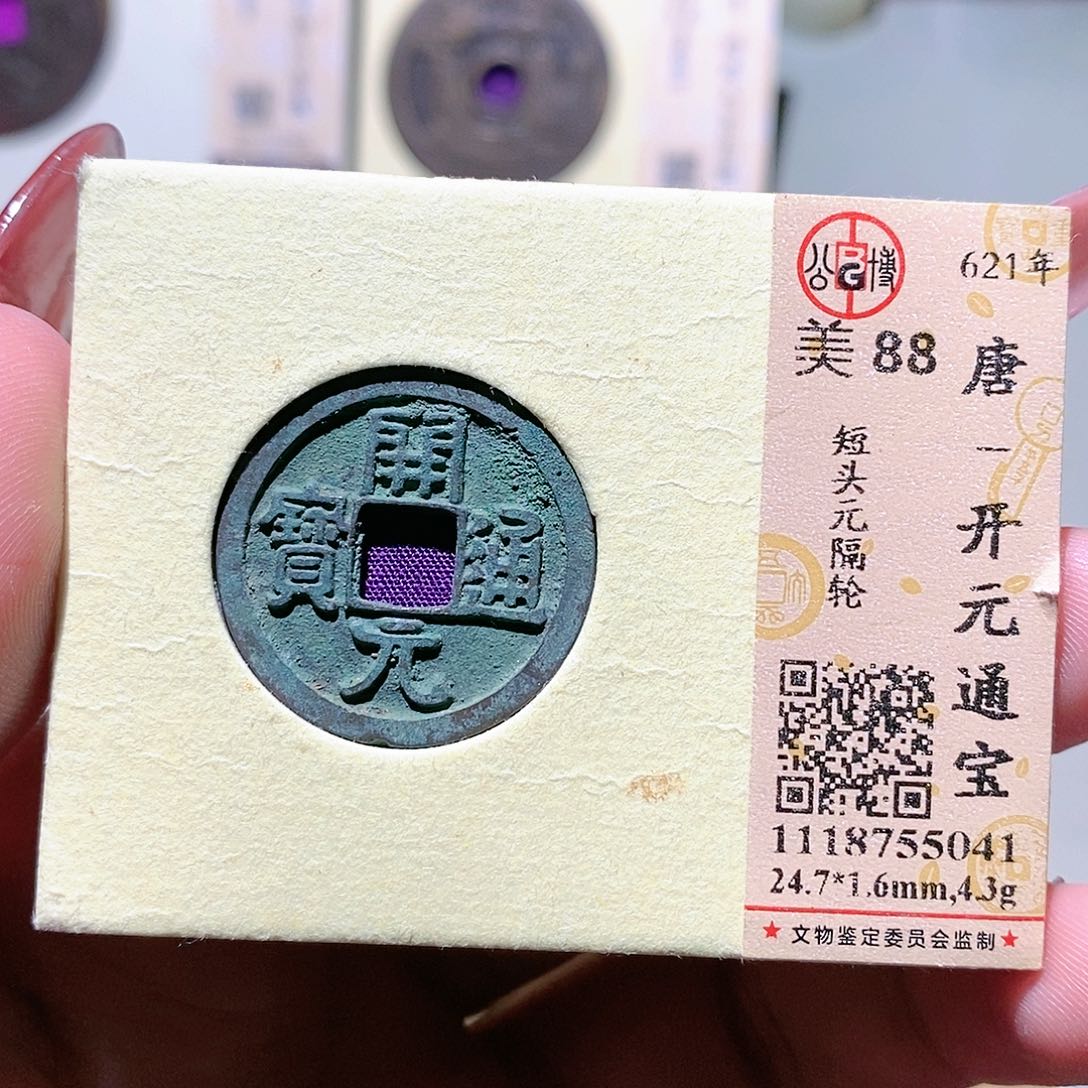 開元通寶
公博
BG
美 88
621年
唐一开元通宝
短头元隔轮
1118755041
24.7*1.6mm,4.3g
★文物鉴定委员会监制★